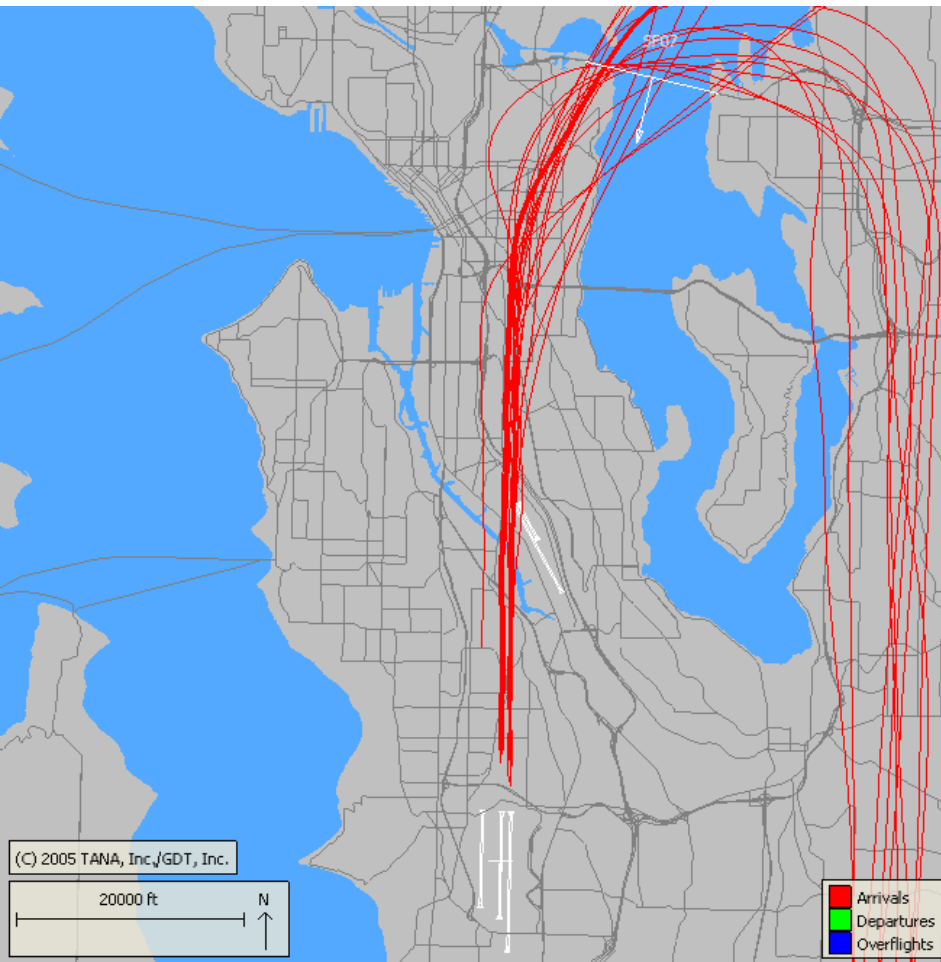 (C) 2005 TANA, Inc./GDT, Inc.
20000 ft
N
Arrivals
Departures
Overflights